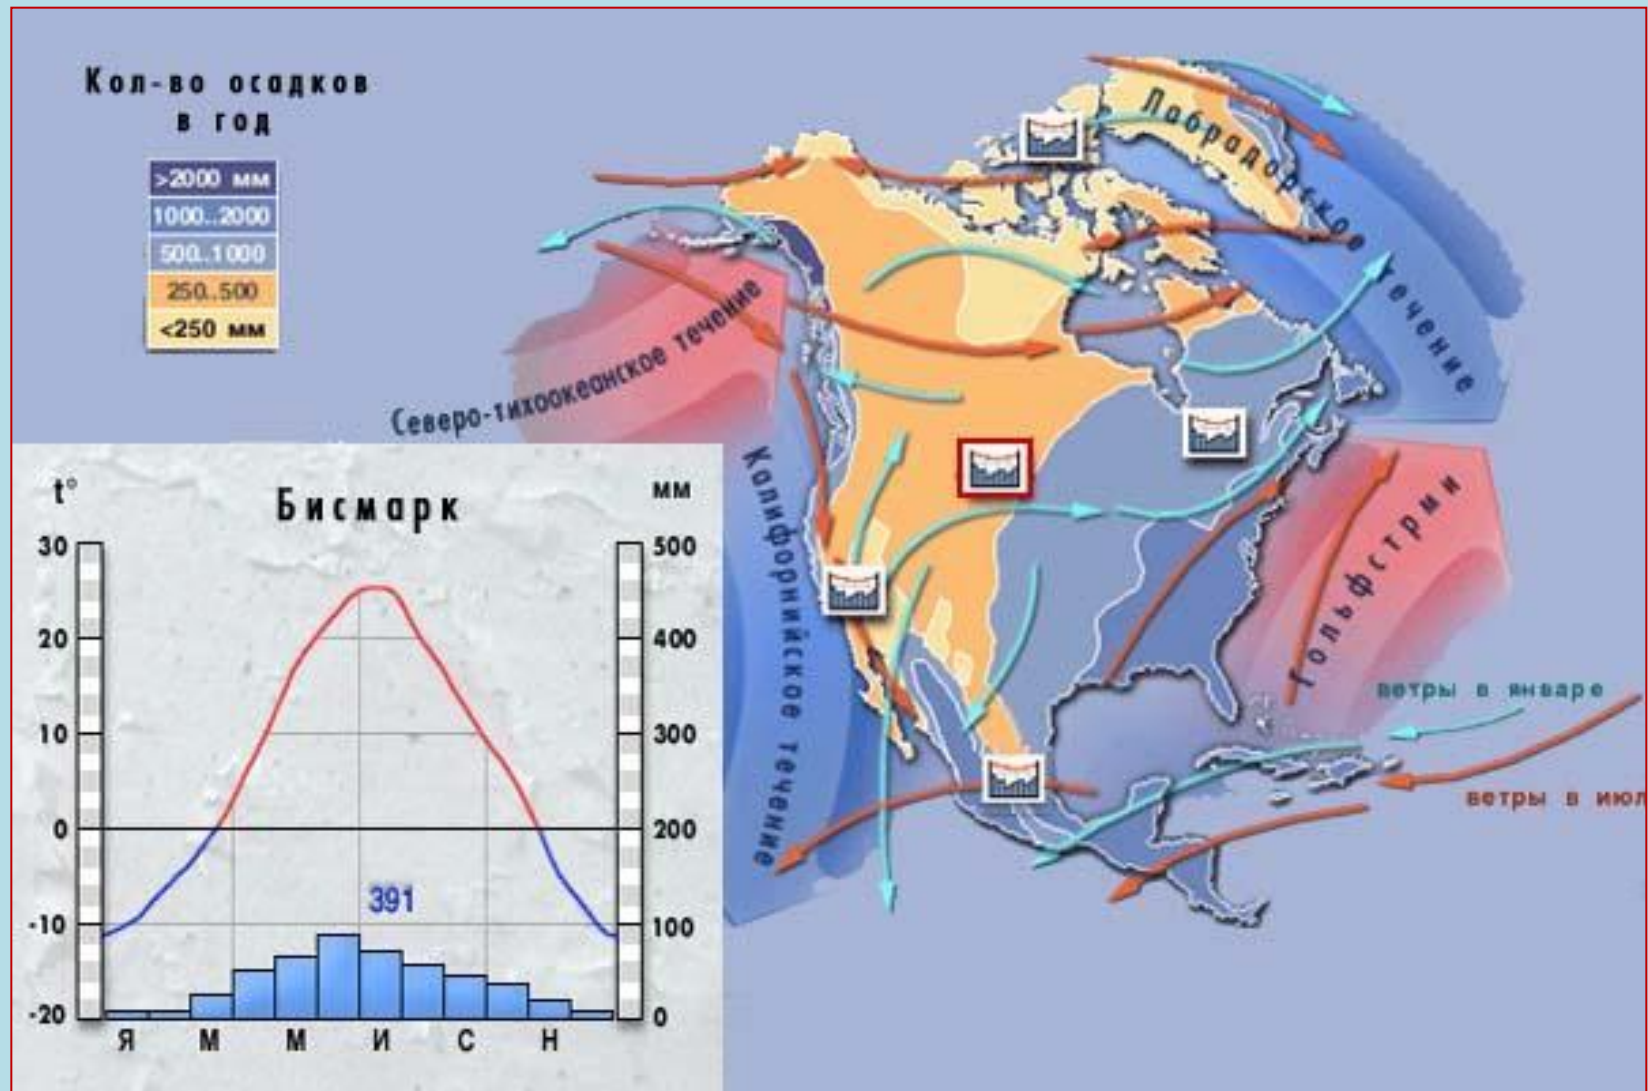 Кол-во осадков
в год
>2000 мм
1000..2000
500..1000
250..500
<250 мм
Лабрадорское течение
Северо-тихоокеанское течение
Калифорнийское течение
Гольфстрми
ветры в январе
ветры в июл
t°
Бисмарк
мм
30
500
20
400
10
300
0
200
391
-10
100
-20
0
Я М М И С Н